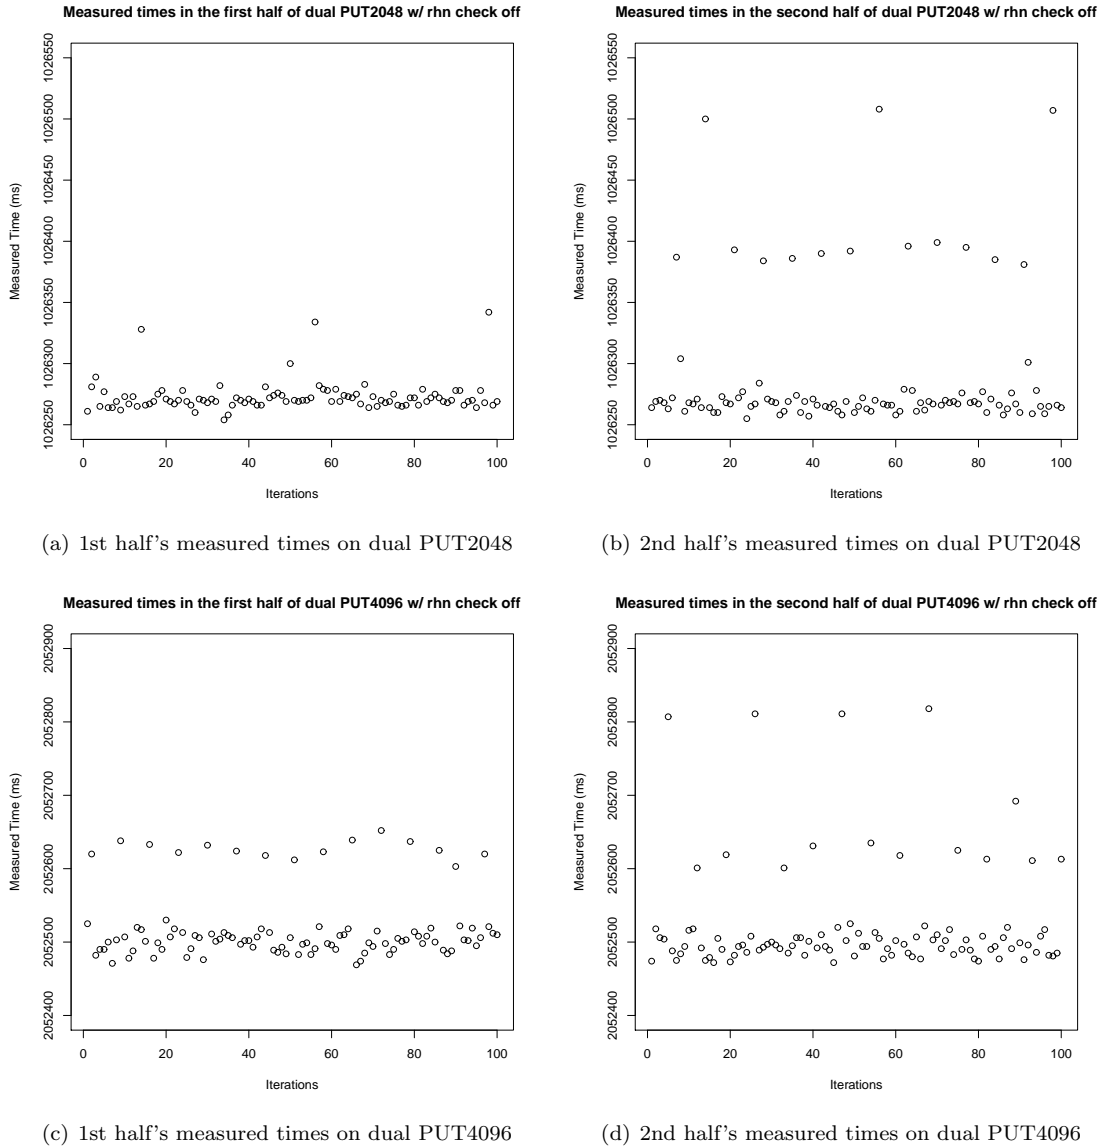 Measured times in the first half of dual PUT2048 w/ rhn check off
Measured Time (ms)
1026250 1026300 1026350 1026400 1026450 1026500 1026550
0 20 40 60 80 100
Iterations
(a) 1st half's measured times on dual PUT2048
Measured times in the second half of dual PUT2048 w/ rhn check off
Measured Time (ms)
1026250 1026300 1026350 1026400 1026450 1026500 1026550
0 20 40 60 80 100
Iterations
(b) 2nd half's measured times on dual PUT2048
Measured times in the first half of dual PUT4096 w/ rhn check off
Measured Time (ms)
2052400 2052500 2052600 2052700 2052800 2052900
0 20 40 60 80 100
Iterations
(c) 1st half's measured times on dual PUT4096
Measured times in the second half of dual PUT4096 w/ rhn check off
Measured Time (ms)
2052400 2052500 2052600 2052700 2052800 2052900
0 20 40 60 80 100
Iterations
(d) 2nd half's measured times on dual PUT4096